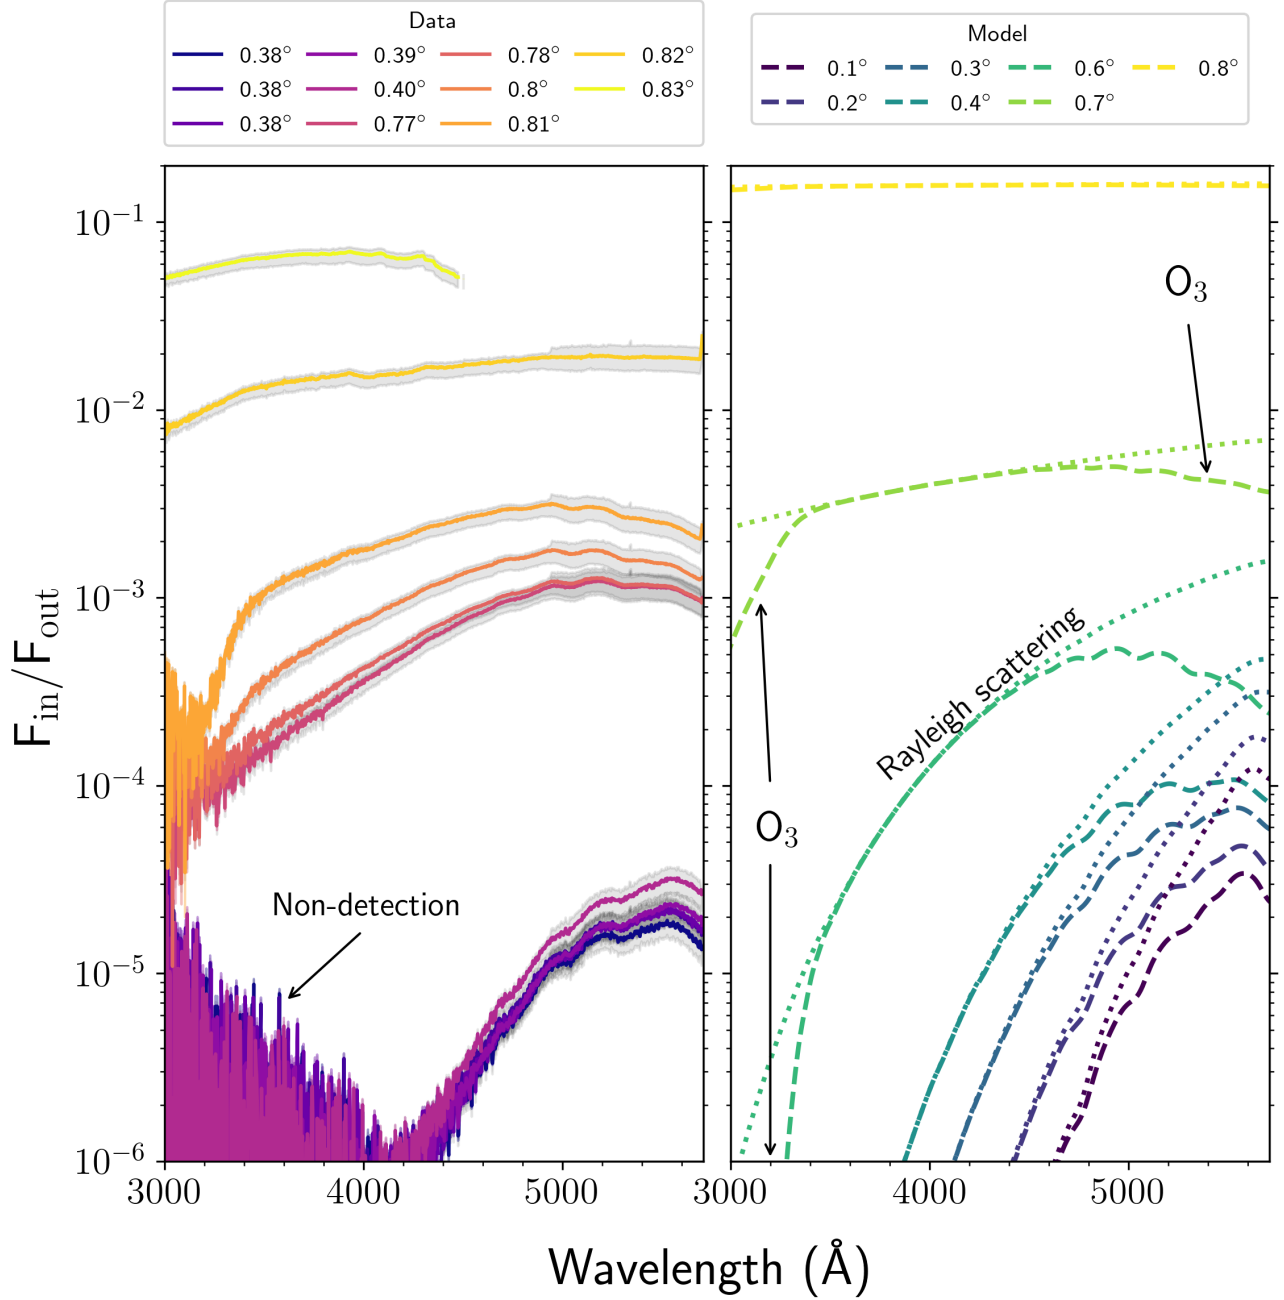 Data
0.38° 0.39° 0.78° 0.82°
0.38° 0.40° 0.8° 0.83°
0.38° 0.77° 0.81°
Model
0.1° 0.3° 0.6° 0.8°
0.2° 0.4° 0.7°
10⁻¹
10⁻²
10⁻³
10⁻⁴
10⁻⁵
10⁻⁶
F_in/F_out
Non-detection
O₃
Rayleigh scattering
O₃
3000 4000 5000
3000 4000 5000
Wavelength (Å)